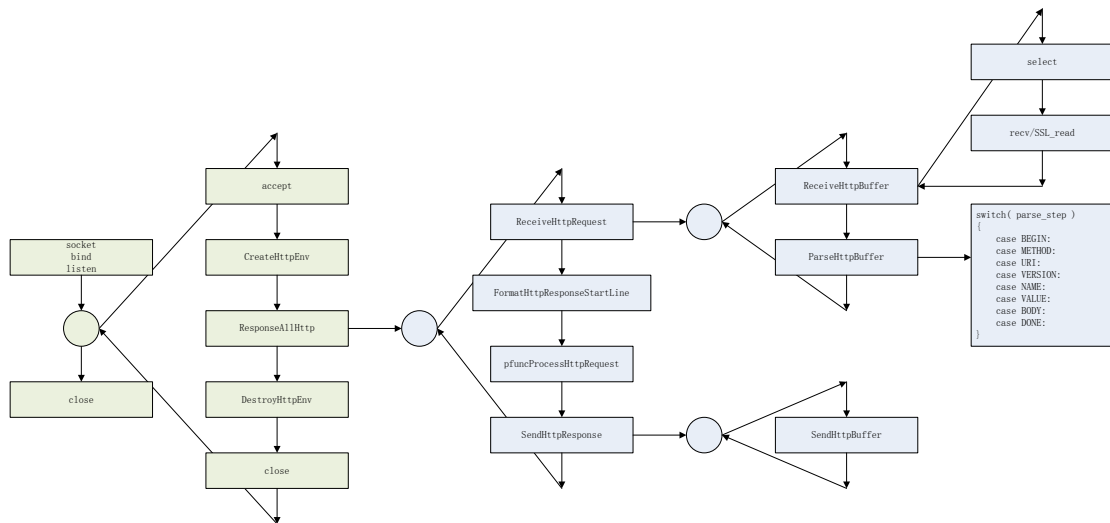 socket
bind
listen
close
accept
CreateHttpEnv
ResponseAllHttp
DestroyHttpEnv
close
ReceiveHttpRequest
FormatHttpResponseStartLine
pfuncProcessHttpRequest
SendHttpResponse
ReceiveHttpBuffer
ParseHttpBuffer
SendHttpBuffer
select
recv/SSL_read
switch( parse_step )
{
    case BEGIN:
    case METHOD:
    case URI:
    case VERSION:
    case NAME:
    case VALUE:
    case BODY:
    case DONE:
}